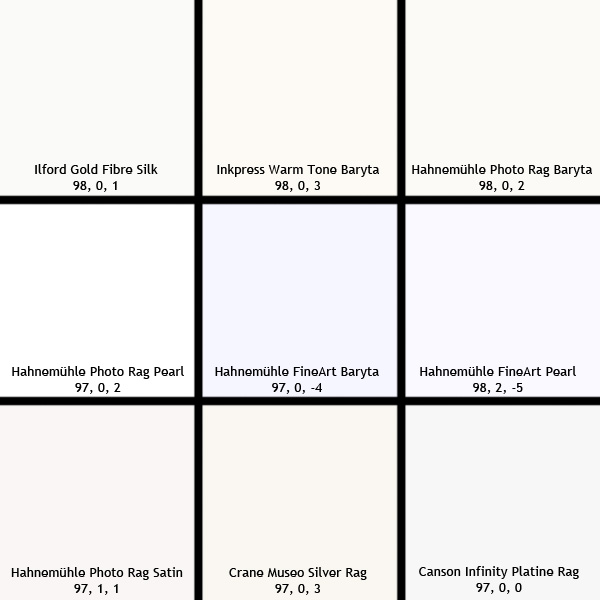 Ilford Gold Fibre Silk
98, 0, 1
Inkpress Warm Tone Baryta
98, 0, 3
Hahnemühle Photo Rag Baryta
98, 0, 2
Hahnemühle Photo Rag Pearl
97, 0, 2
Hahnemühle FineArt Baryta
97, 0, -4
Hahnemühle FineArt Pearl
98, 2, -5
Hahnemühle Photo Rag Satin
97, 1, 1
Crane Museo Silver Rag
97, 0, 3
Canson Infinity Platine Rag
97, 0, 0